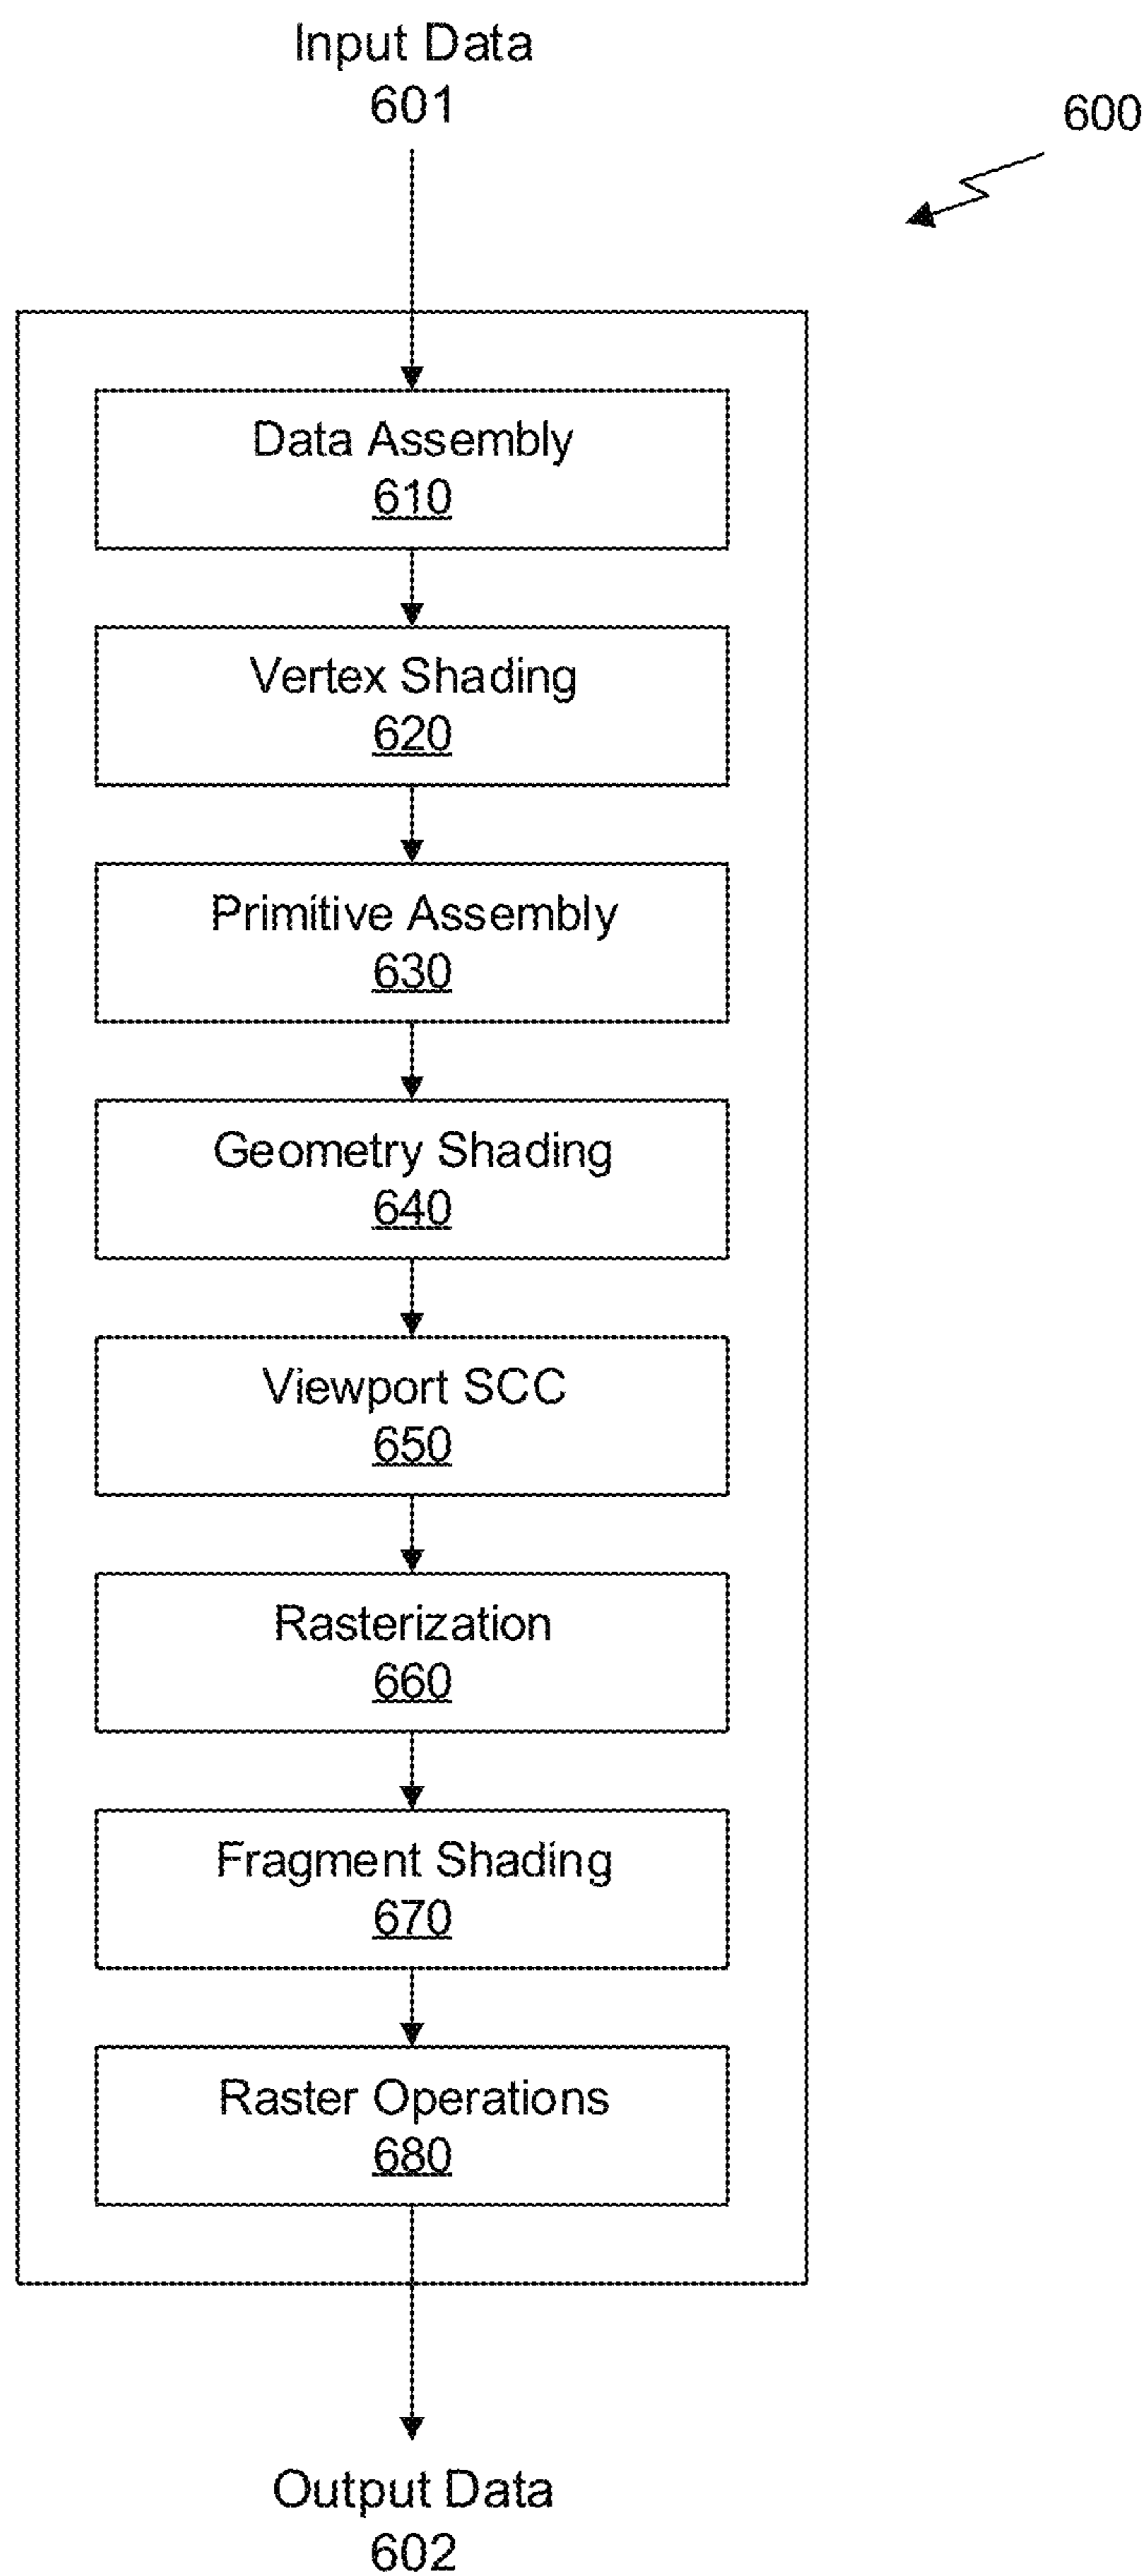 Input Data
601
600
Data Assembly
610
Vertex Shading
620
Primitive Assembly
630
Geometry Shading
640
Viewport SCC
650
Rasterization
660
Fragment Shading
670
Raster Operations
680
Output Data
602